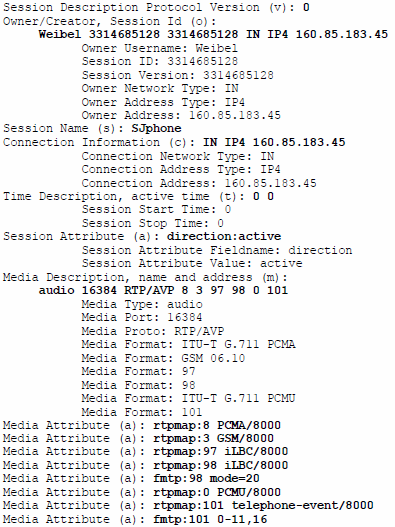 Session Description Protocol Version (v): 0
Owner/Creator, Session Id (o):
Weibel 3314685128 3314685128 IN IP4 160.85.183.45
Owner Username: Weibel
Session ID: 3314685128
Session Version: 3314685128
Owner Network Type: IN
Owner Address Type: IP4
Owner Address: 160.85.183.45
Session Name (s): SJphone
Connection Information (c): IN IP4 160.85.183.45
Connection Network Type: IN
Connection Address Type: IP4
Connection Address: 160.85.183.45
Time Description, active time (t): 0 0
Session Start Time: 0
Session Stop Time: 0
Session Attribute (a): direction:active
Session Attribute Fieldname: direction
Session Attribute Value: active
Media Description, name and address (m):
audio 16384 RTP/AVP 8 3 97 98 0 101
Media Type: audio
Media Port: 16384
Media Proto: RTP/AVP
Media Format: ITU-T G.711 PCMA
Media Format: GSM 06.10
Media Format: 97
Media Format: 98
Media Format: ITU-T G.711 PCMU
Media Format: 101
Media Attribute (a): rtpmap:8 PCMA/8000
Media Attribute (a): rtpmap:3 GSM/8000
Media Attribute (a): rtpmap:97 iLBC/8000
Media Attribute (a): rtpmap:98 iLBC/8000
Media Attribute (a): fmtp:98 mode=20
Media Attribute (a): rtpmap:0 PCMU/8000
Media Attribute (a): rtpmap:101 telephone-event/8000
Media Attribute (a): fmtp:101 0-11,16